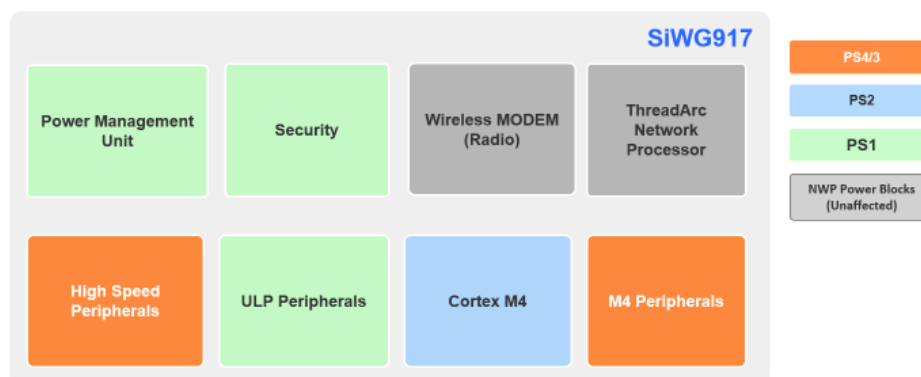 SiWG917
Power Management
Unit
Security
Wireless MODEM
(Radio)
ThreadArc
Network
Processor
High Speed
Peripherals
ULP Peripherals
Cortex M4
M4 Peripherals
PS4/3
PS2
PS1
NWP Power Blocks
(Unaffected)